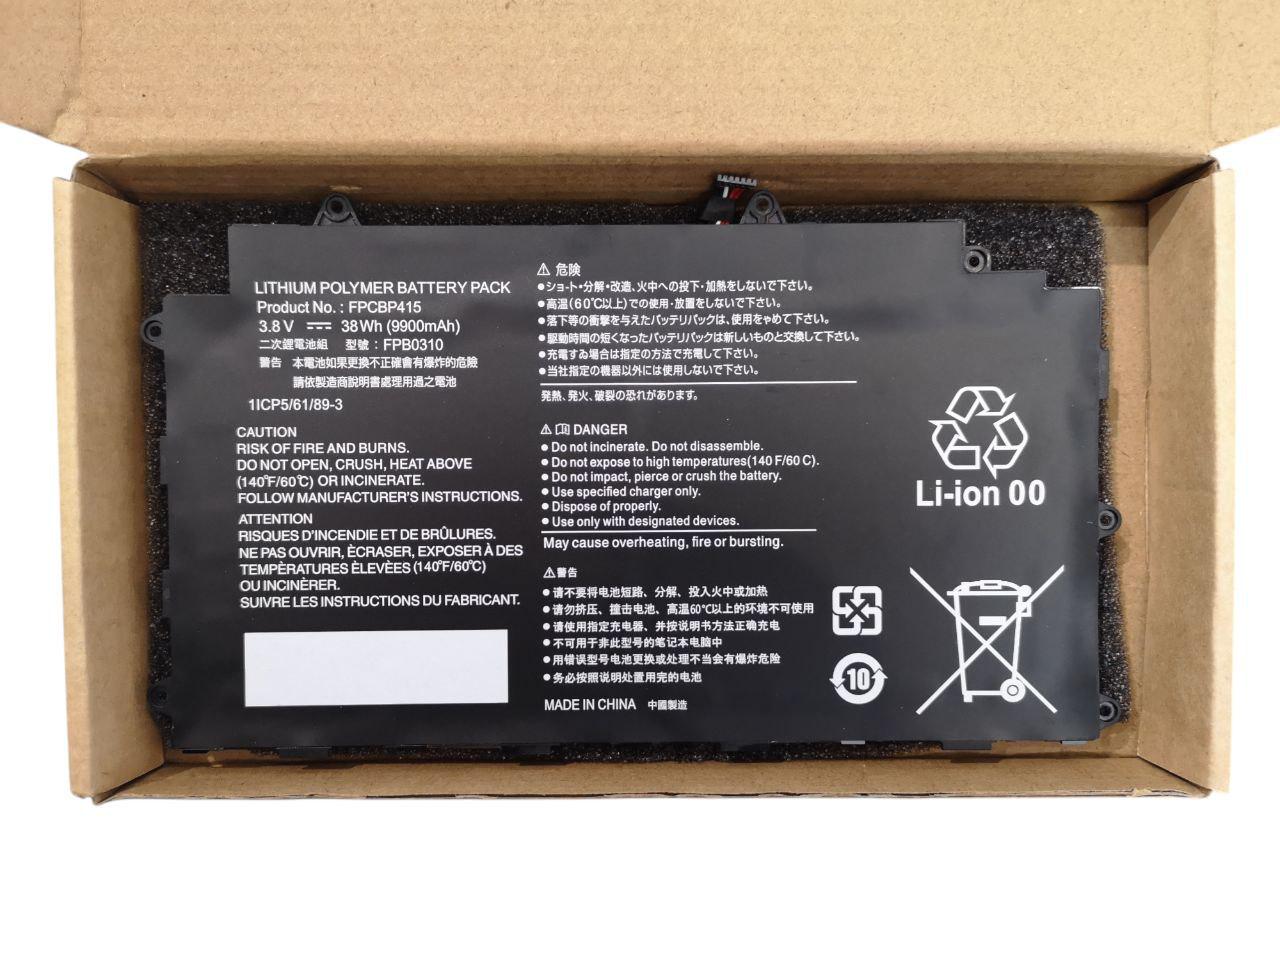 LITHIUM POLYMER BATTERY PACK
Product No. : FPCBP415
3.8 V ⎓ 38 Wh (9900mAh)
二次鋰電池組 型號：FPB0310
警告 本電池如果更換不正確會有爆炸的危險
請依製造商說明書處理用過之電池
1ICP5/61/89-3
CAUTION
RISK OF FIRE AND BURNS.
DO NOT OPEN, CRUSH, HEAT ABOVE
(140℉/60℃) OR INCINERATE.
FOLLOW MANUFACTURER'S INSTRUCTIONS.
ATTENTION
RISQUES D'INCENDIE ET DE BRÛLURES.
NE PAS OUVRIR, ÈCRASER, EXPOSER À DES
TEMPÈRATURES ÈLEVÈES (140℉/60℃)
OU INCINÈRER.
SUIVRE LES INSTRUCTIONS DU FABRICANT.
⚠ 危険
●ショート・分解・改造、火中への投下・加熱をしないで下さい。
●高温(60℃以上)での使用・放置をしないで下さい。
●落下等の衝撃を与えたバッテリパックは、使用をやめて下さい。
●駆動時間の短くなったバッテリパックは新しいものと交換して下さい。
●充電する場合は指定の方法で充電して下さい。
●当社指定の機器以外には使用しないで下さい。
発熱、発火、破裂の恐れがあります。
⚠ DANGER
● Do not incinerate. Do not disassemble.
● Do not expose to high temperatures(140 F/60 C).
● Do not impact, pierce or crush the battery.
● Use specified charger only.
● Dispose of properly.
● Use only with designated devices.
May cause overheating, fire or bursting.
⚠警告
● 请不要将电池短路、分解、投入火中或加热
● 请勿挤压、撞击电池、高温60℃以上的环境不可使用
● 请使用指定充电器、并按说明书方法正确充电
● 不可用于非此型号的笔记本电脑中
● 用错误型号电池更换或处理不当会有爆炸危险
● 务必按照说明处置用完的电池
MADE IN CHINA 中國製造
Li-ion 00
10